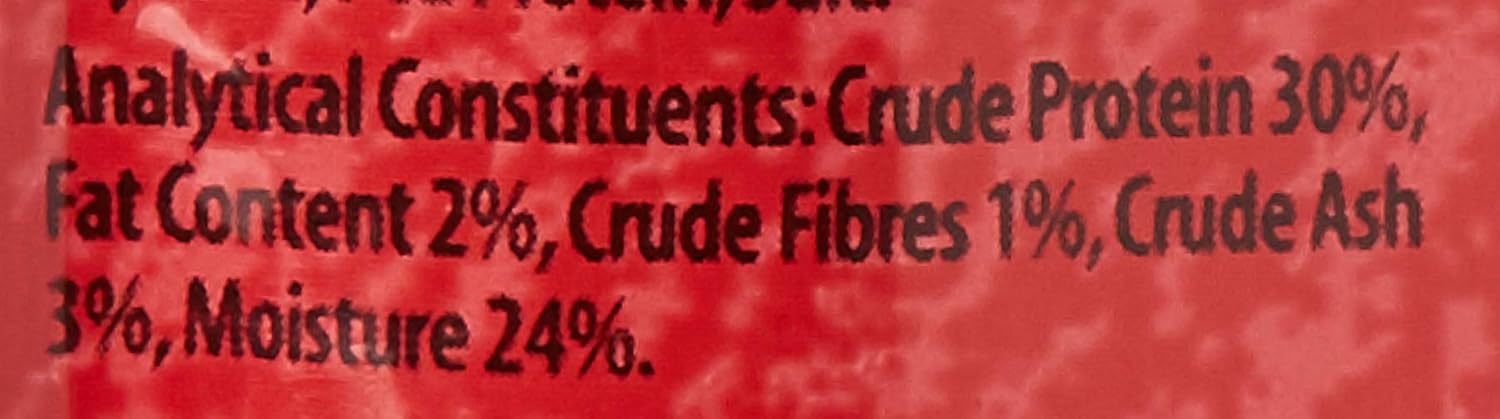 Analytical Constituents: Crude Protein 30%,
Fat Content 2%, Crude Fibres 1%, Crude Ash
3%, Moisture 24%.